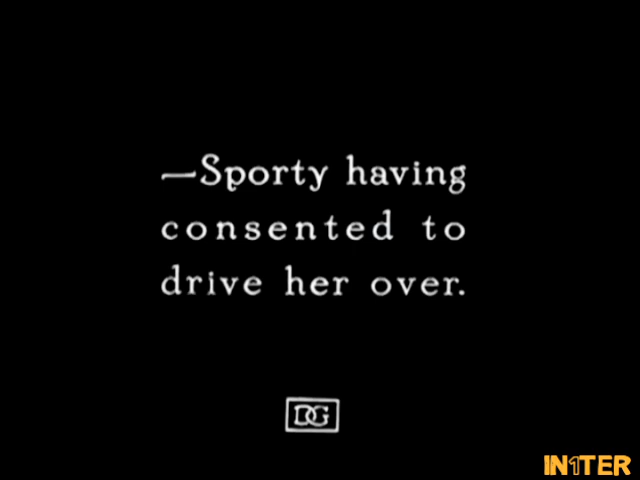 —Sporty having
consented to
drive her over.
DG
IN1TER